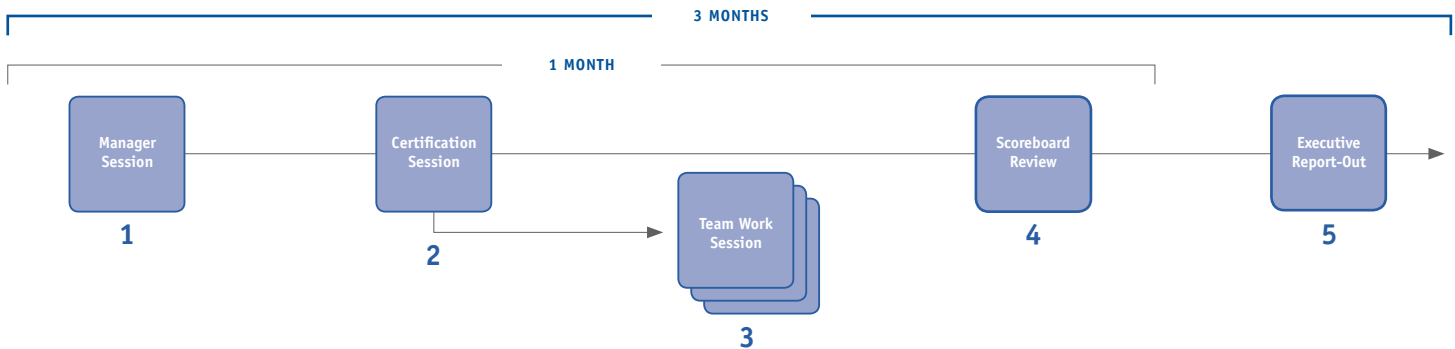 3 MONTHS
1 MONTH
Manager
Session
1
Certification
Session
2
Team Work
Session
3
Scoreboard
Review
4
Executive
Report-Out
5